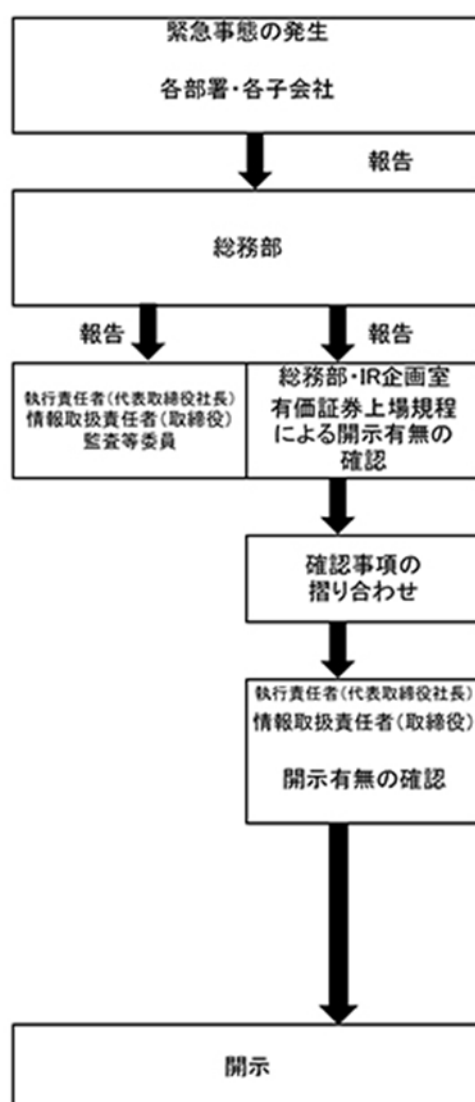 緊急事態の発生
各部署・各子会社
報告
総務部
報告
報告
執行責任者(代表取締役社長)
情報取扱責任者(取締役)
監査等委員
総務部・IR企画室
有価証券上場規程
による開示有無の
確認
確認事項の
摺り合わせ
執行責任者(代表取締役社長)
情報取扱責任者(取締役)
開示有無の確認
開示